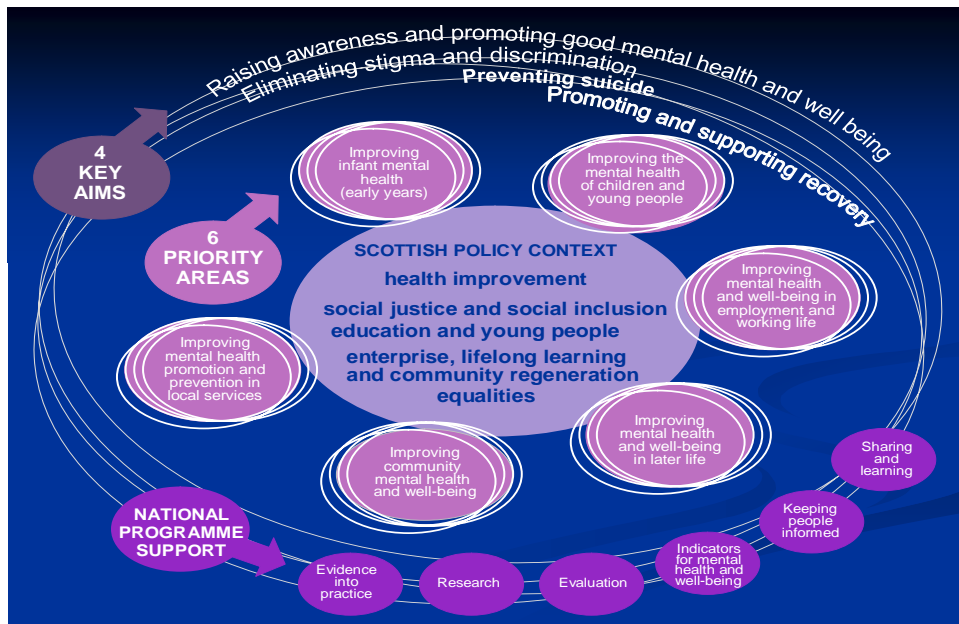 Raising awareness and promoting good mental health and well being
Eliminating stigma and discrimination
Preventing suicide
Promoting and supporting recovery
4
KEY
AIMS
6
PRIORITY
AREAS
Improving
infant mental
health
(early years)
Improving the
mental health
of children and
young people
SCOTTISH POLICY CONTEXT
health improvement
social justice and social inclusion
education and young people
enterprise, lifelong learning
and community regeneration
equalities
Improving
mental health
and well-being in
employment and
working life
Improving
mental health
promotion and
prevention in
local services
Improving
mental health
and well-being
in later life
Improving
community
mental health
and well-being
NATIONAL
PROGRAMME
SUPPORT
Evidence
into
practice
Research
Evaluation
Indicators
for mental
health and
well-being
Keeping
people
informed
Sharing
and
learning